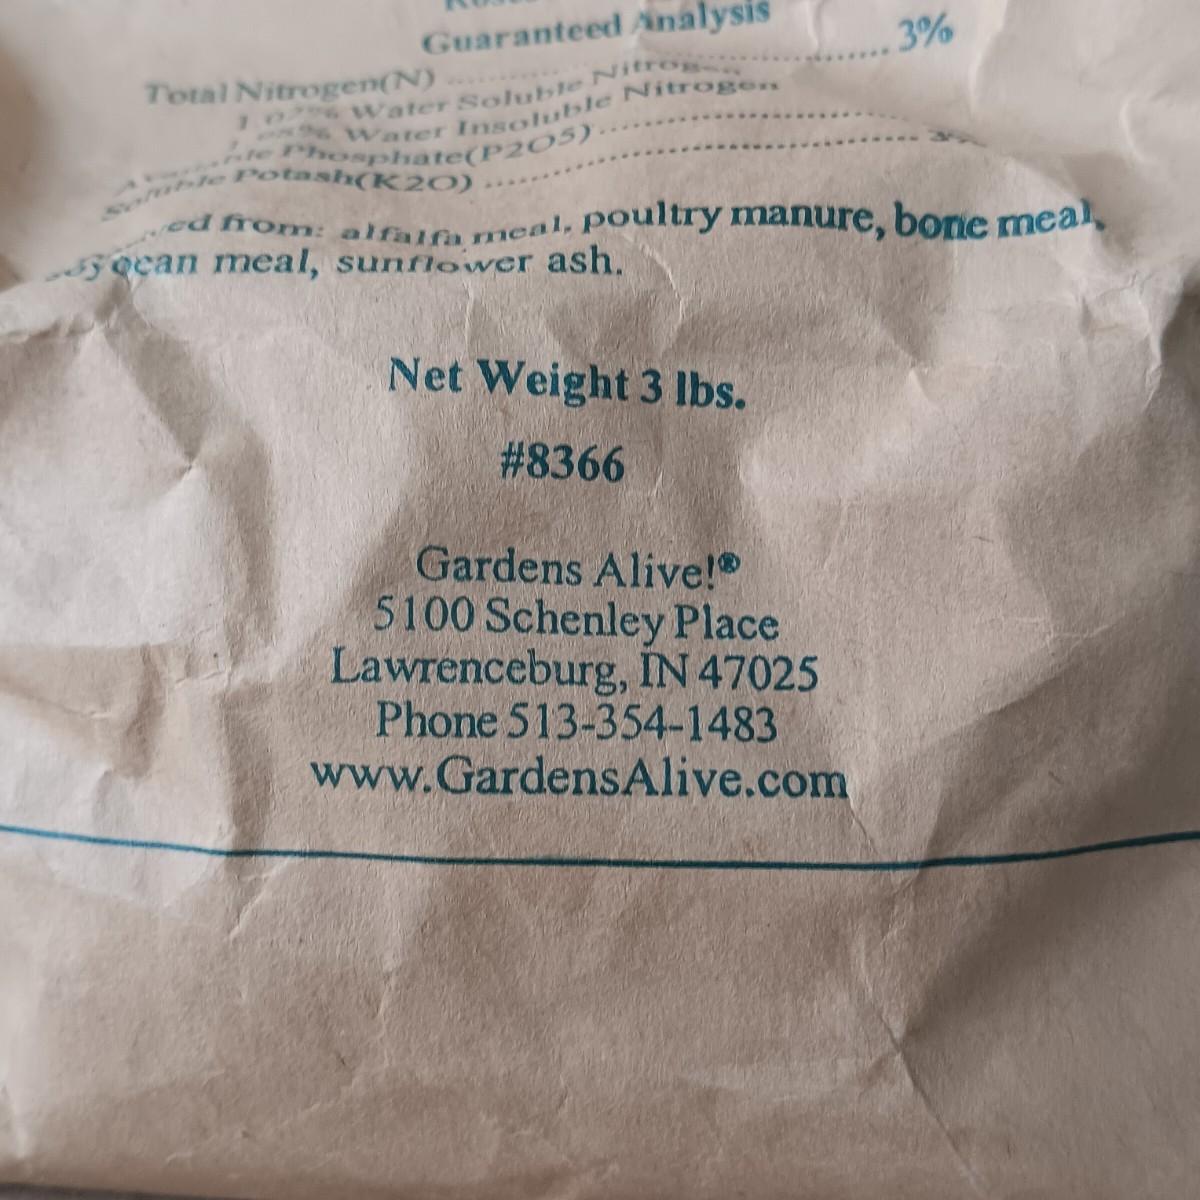 Guaranteed Analysis
Total Nitrogen(N) .......... 3%
Water Soluble Nitrogen
Water Insoluble Nitrogen
Phosphate(P2O5)..........
Soluble Potash(K2O) ..........
from: alfalfa meal, poultry manure, bone meal,
meal, sunflower ash.
Net Weight 3 lbs.
#8366
Gardens Alive!®
5100 Schenley Place
Lawrenceburg, IN 47025
Phone 513-354-1483
www.GardensAlive.com